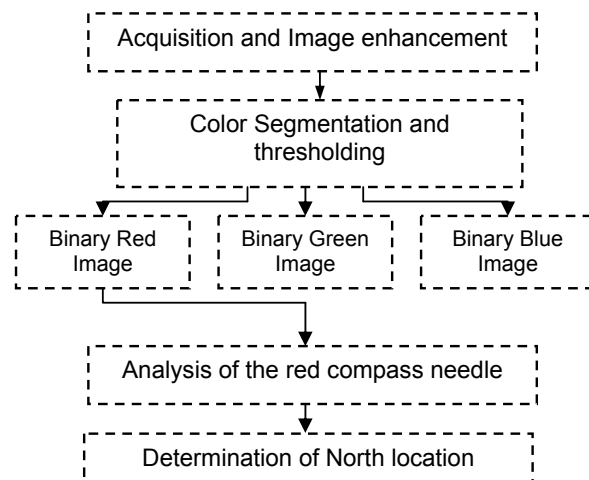 Acquisition and Image enhancement
Color Segmentation and
thresholding
Binary Red
Image
Binary Green
Image
Binary Blue
Image
Analysis of the red compass needle
Determination of North location